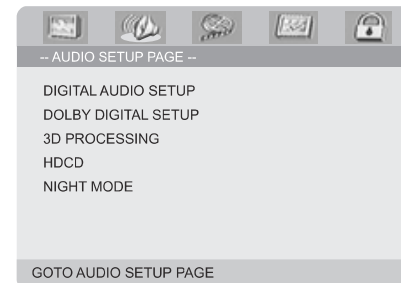 -- AUDIO SETUP PAGE --
DIGITAL AUDIO SETUP
DOLBY DIGITAL SETUP
3D PROCESSING
HDCD
NIGHT MODE
GOTO AUDIO SETUP PAGE